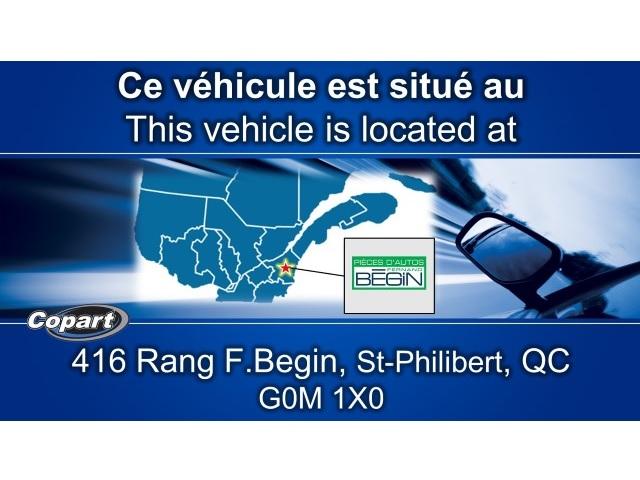 Ce véhicule est situé au
This vehicle is located at
PIÈCES D'AUTOS
FERNAND
BÉGIN
Copart
416 Rang F.Begin, St-Philibert, QC
G0M 1X0